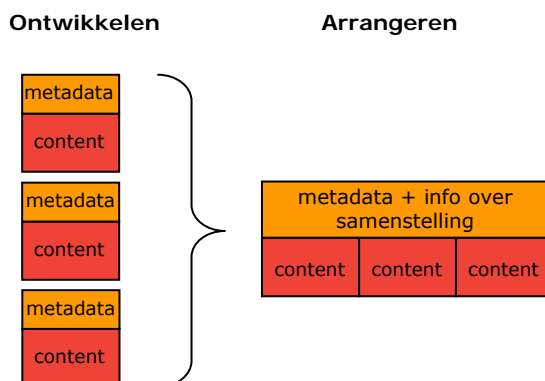 Ontwikkelen
Arrangeren
metadata
content
metadata
content
metadata
content
metadata + info over
samenstelling
content
content
content